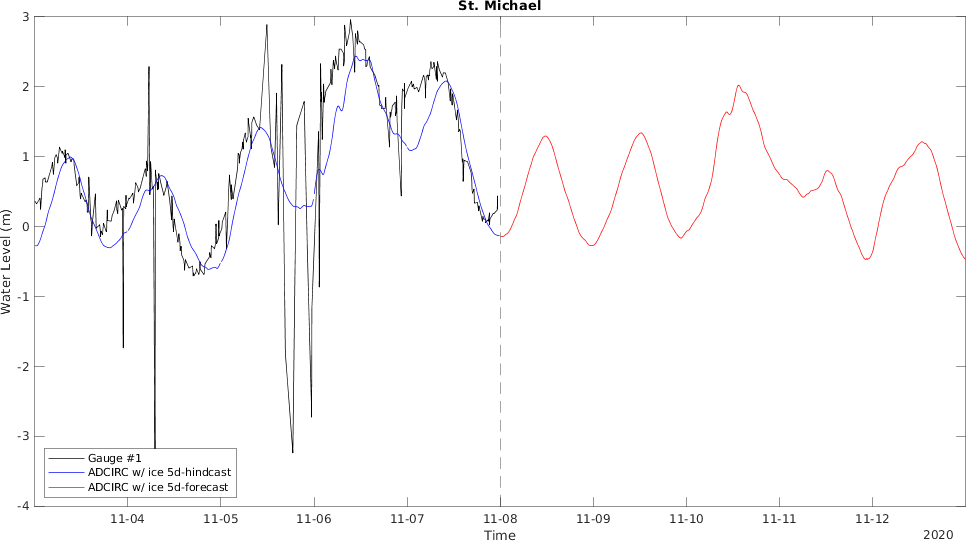 St. Michael
3
2
1
0
-1
-2
-3
-4
Water Level (m)
Gauge #1
ADCIRC w/ ice 5d-hindcast
ADCIRC w/ ice 5d-forecast
11-04 11-05 11-06 11-07 11-08 11-09 11-10 11-11 11-12
Time
2020